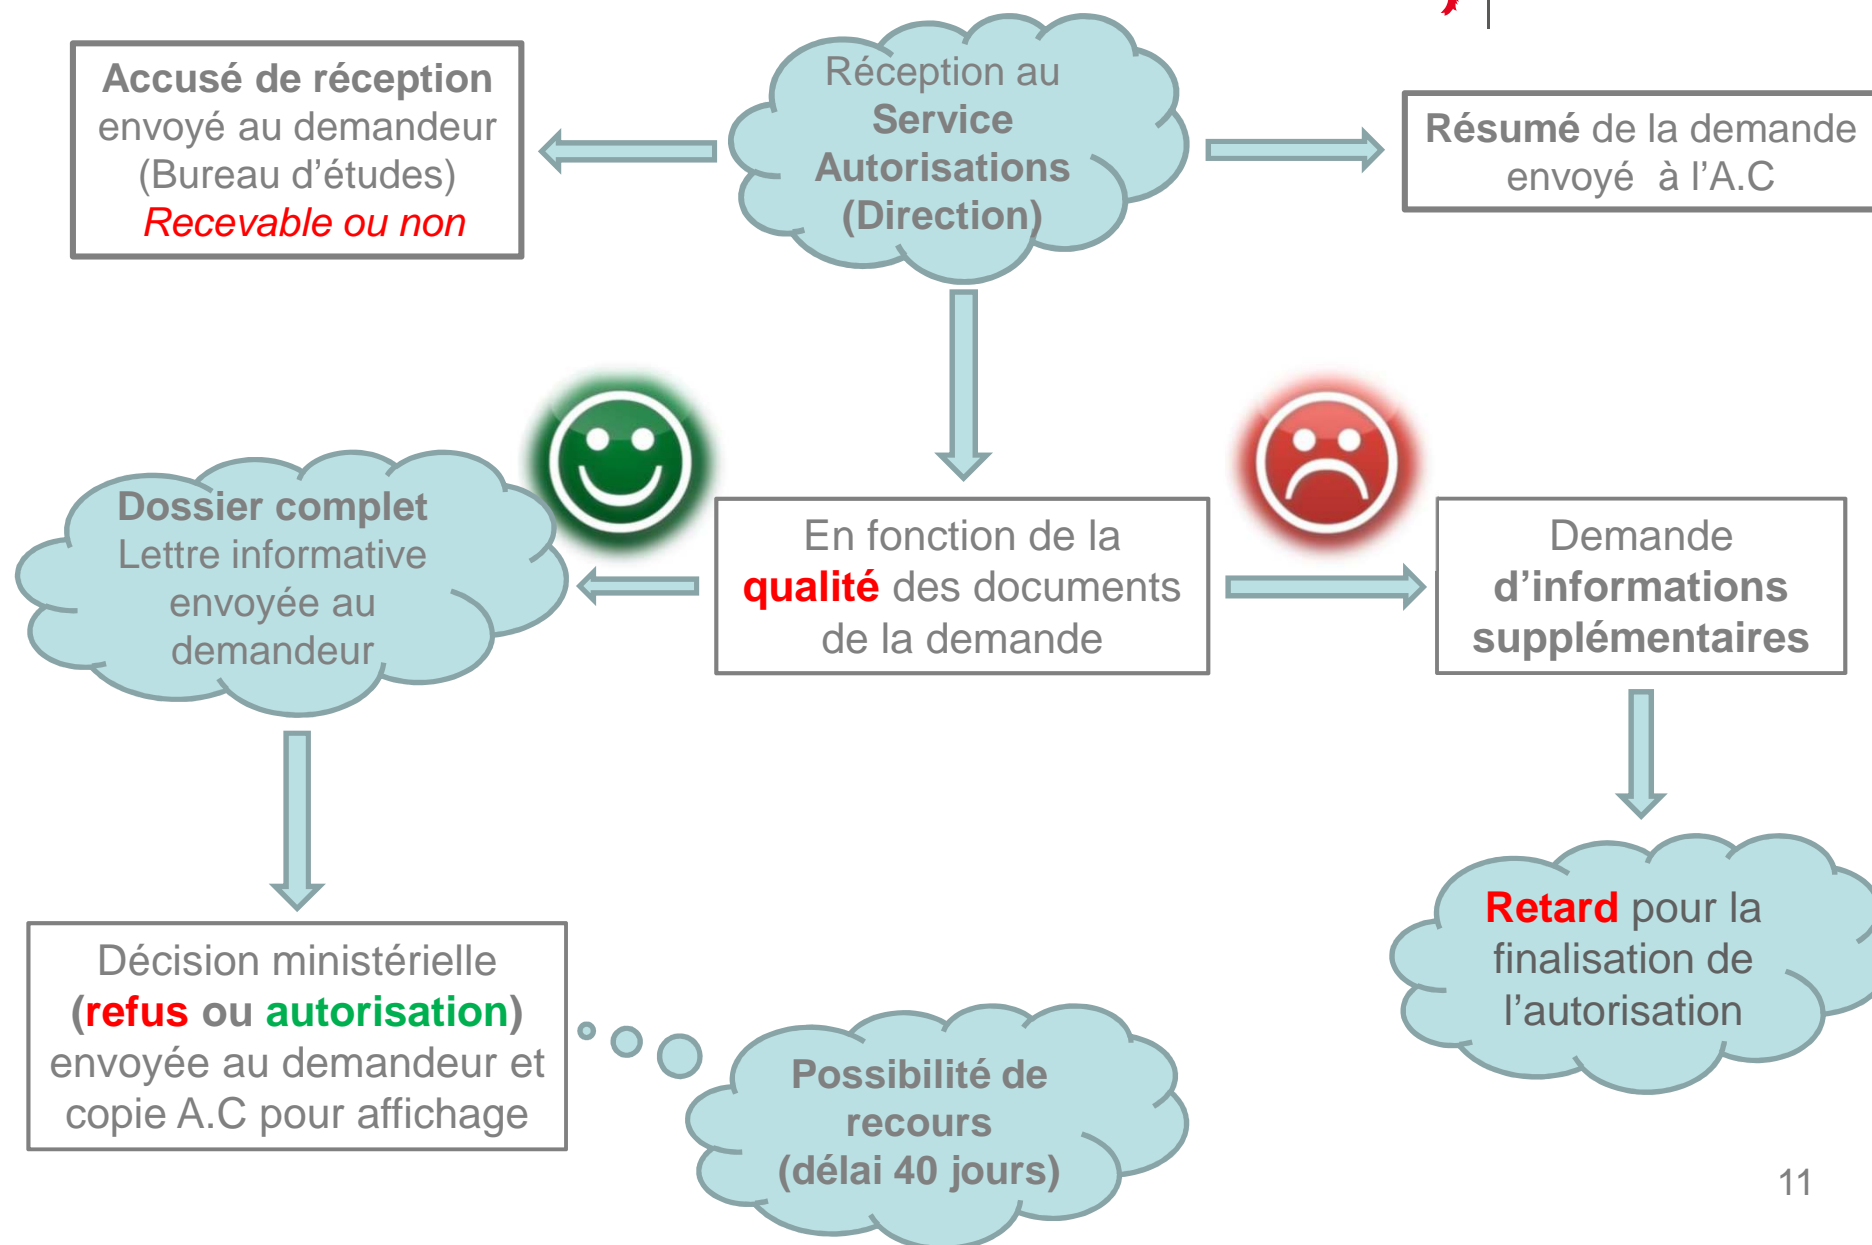 Accusé de réception
envoyé au demandeur
(Bureau d’études)
Recevable ou non
Réception au
Service
Autorisations
(Direction)
Résumé de la demande
envoyé à l’A.C
Dossier complet
Lettre informative
envoyée au
demandeur
En fonction de la
qualité des documents
de la demande
Demande
d’informations
supplémentaires
Décision ministérielle
(refus ou autorisation)
envoyée au demandeur et
copie A.C pour affichage
Possibilité de
recours
(délai 40 jours)
Retard pour la
finalisation de
l’autorisation
11